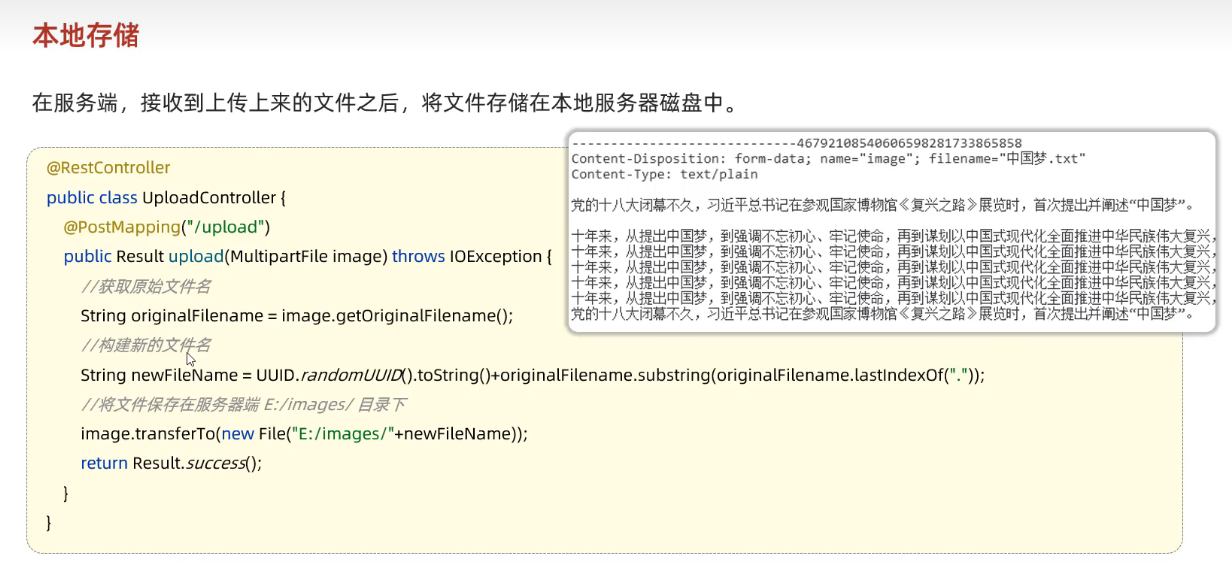 本地存储
在服务端，接收到上传上来的文件之后，将文件存储在本地服务器磁盘中。
@RestController
public class UploadController {
@PostMapping("/upload")
public Result upload(MultipartFile image) throws IOException {
//获取原始文件名
String originalFilename = image.getOriginalFilename();
//构建新的文件名
String newFileName = UUID.randomUUID().toString()+originalFilename.substring(originalFilename.lastIndexOf("."));
//将文件保存在服务器端 E:/images/ 目录下
image.transferTo(new File("E:/images/"+newFileName));
return Result.success();
}
}
-----------------------------46792108540606598281733865858
Content-Disposition: form-data; name="image"; filename="中国梦.txt"
Content-Type: text/plain
党的十八大闭幕不久，习近平总书记在参观国家博物馆《复兴之路》展览时，首次提出并阐述“中国梦”。
十年来，从提出中国梦，到强调不忘初心、牢记使命，再到谋划以中国式现代化全面推进中华民族伟大复兴，
十年来，从提出中国梦，到强调不忘初心、牢记使命，再到谋划以中国式现代化全面推进中华民族伟大复兴，
十年来，从提出中国梦，到强调不忘初心、牢记使命，再到谋划以中国式现代化全面推进中华民族伟大复兴，
十年来，从提出中国梦，到强调不忘初心、牢记使命，再到谋划以中国式现代化全面推进中华民族伟大复兴，
十年来，从提出中国梦，到强调不忘初心、牢记使命，再到谋划以中国式现代化全面推进中华民族伟大复兴，
党的十八大闭幕不久，习近平总书记在参观国家博物馆《复兴之路》展览时，首次提出并阐述“中国梦”。